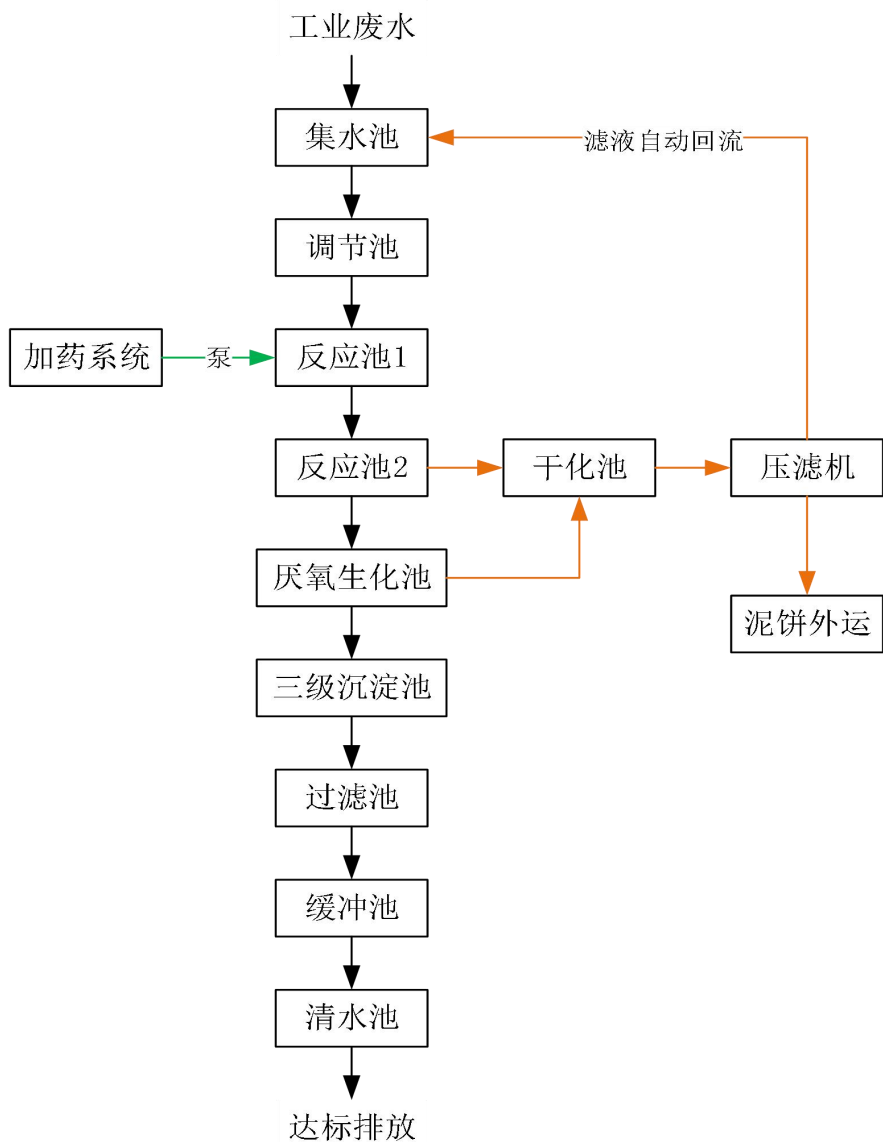 工业废水
集水池
滤液自动回流
调节池
加药系统
泵
反应池1
反应池2
干化池
压滤机
厌氧生化池
泥饼外运
三级沉淀池
过滤池
缓冲池
清水池
达标排放